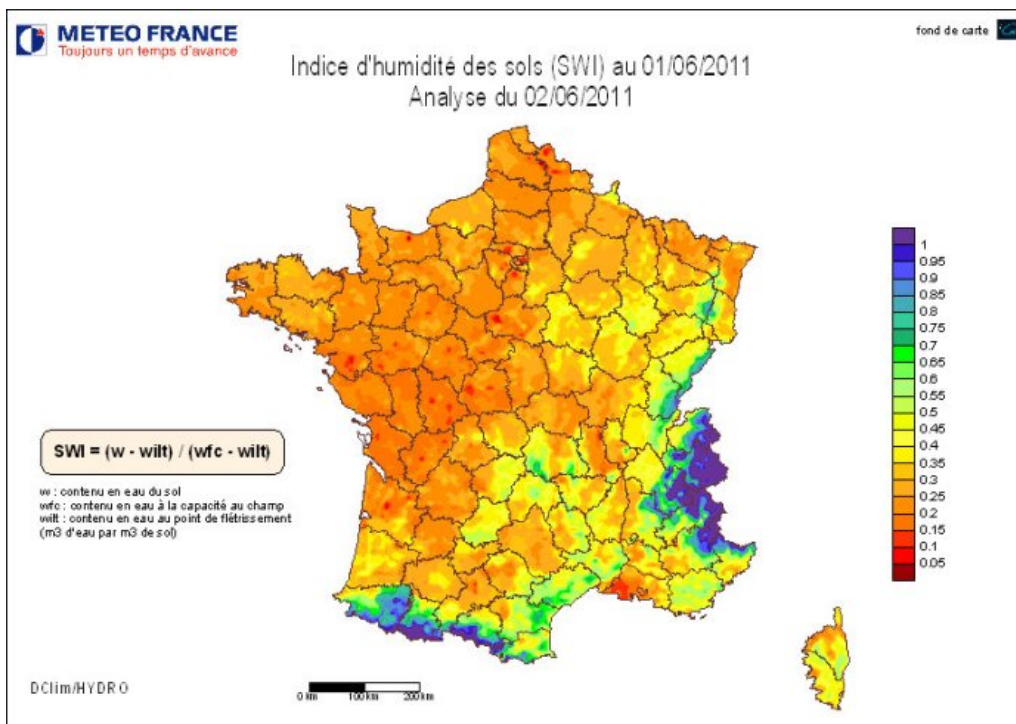 METEO FRANCE
Toujours un temps d'avance
fond de carte
Indice d'humidité des sols (SWI) au 01/06/2011
Analyse du 02/06/2011
1
0.95
0.9
0.85
0.8
0.75
0.7
0.65
0.6
0.55
0.5
0.45
0.4
0.35
0.3
0.25
0.2
0.15
0.1
0.05
SWI = (w - wilt) / (wfc - wilt)
w : contenu en eau du sol
wfc : contenu en eau à la capacité au champ
wilt : contenu en eau au point de flétrissement
(m3 d'eau par m3 de sol)
DClim/HYDRO
0 km 100 km 200 km